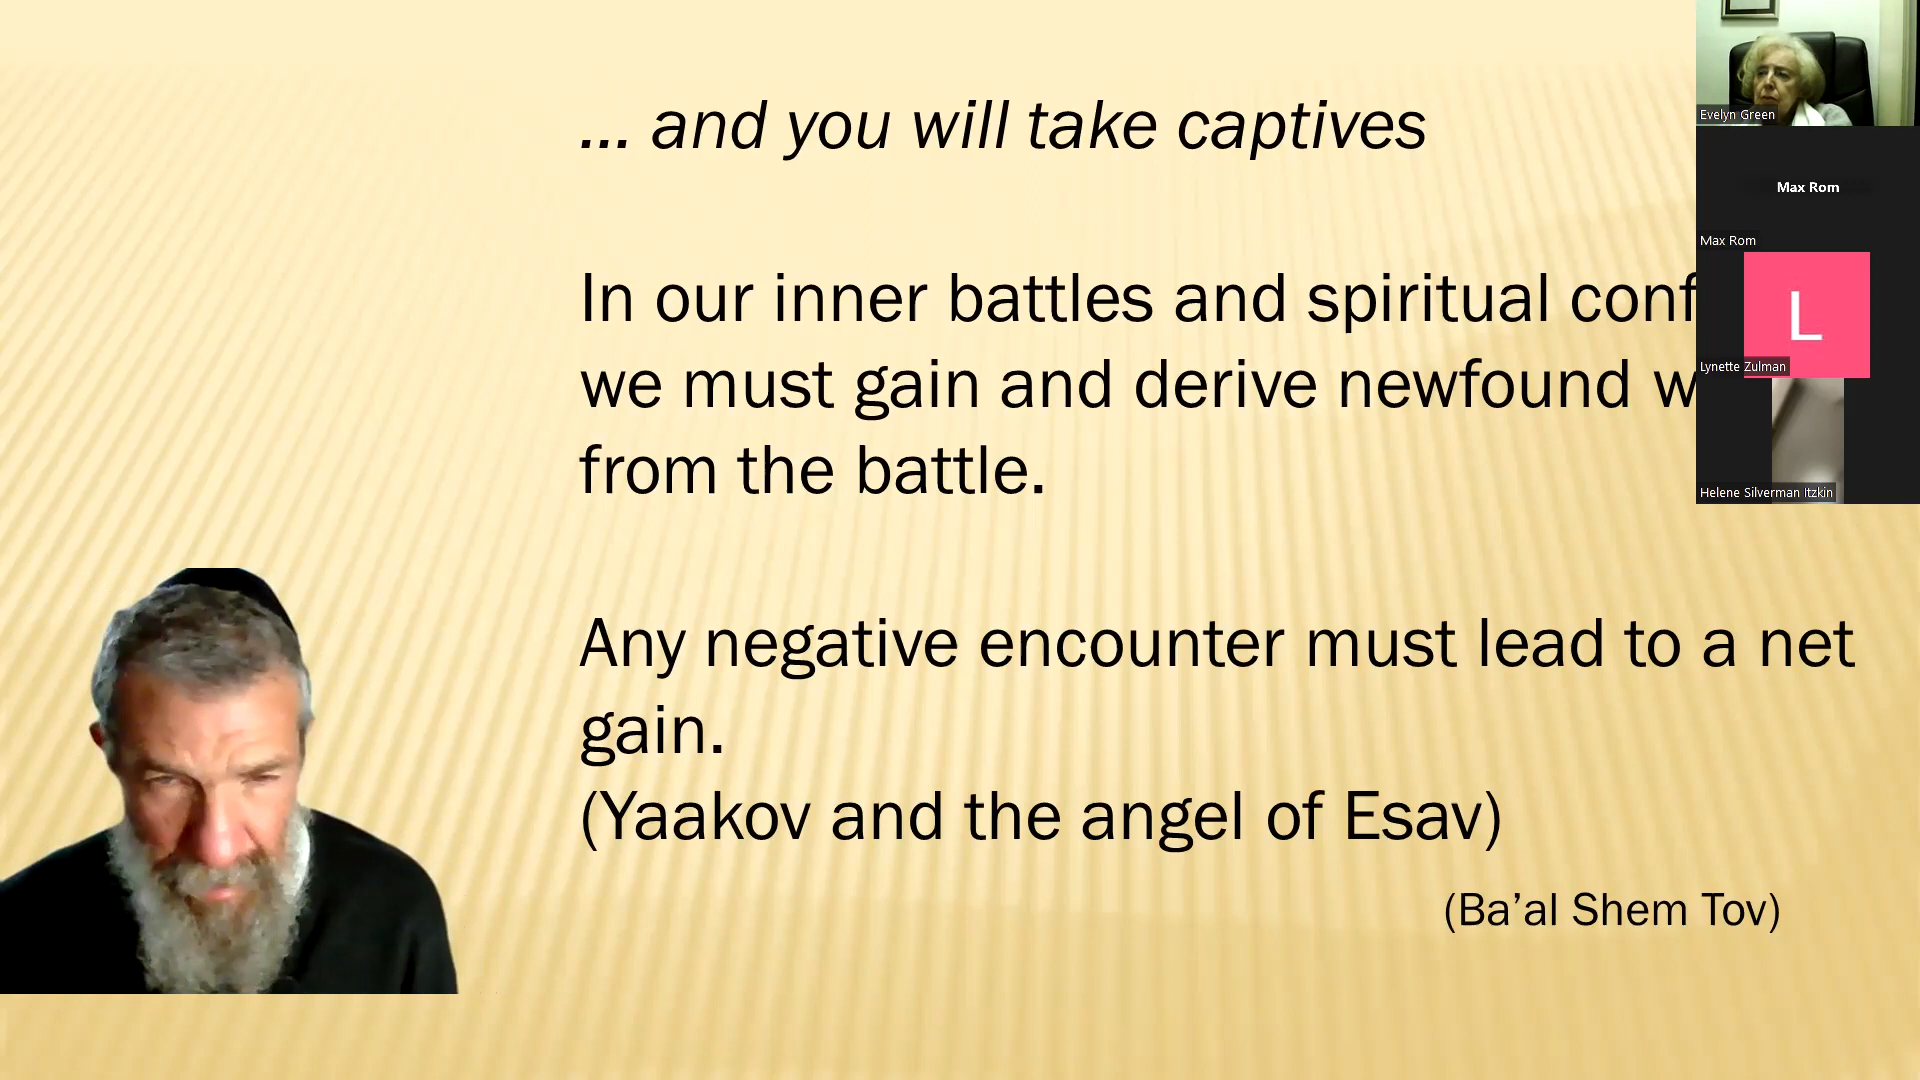 ... and you will take captives
In our inner battles and spiritual
we must gain and derive newfound
from the battle.
Any negative encounter must lead to a net
gain.
(Yaakov and the angel of Esav)
(Ba’al Shem Tov)
Evelyn Green
Max Rom
Max Rom
L
Lynette Zulman
Helene Silverman Itzkin